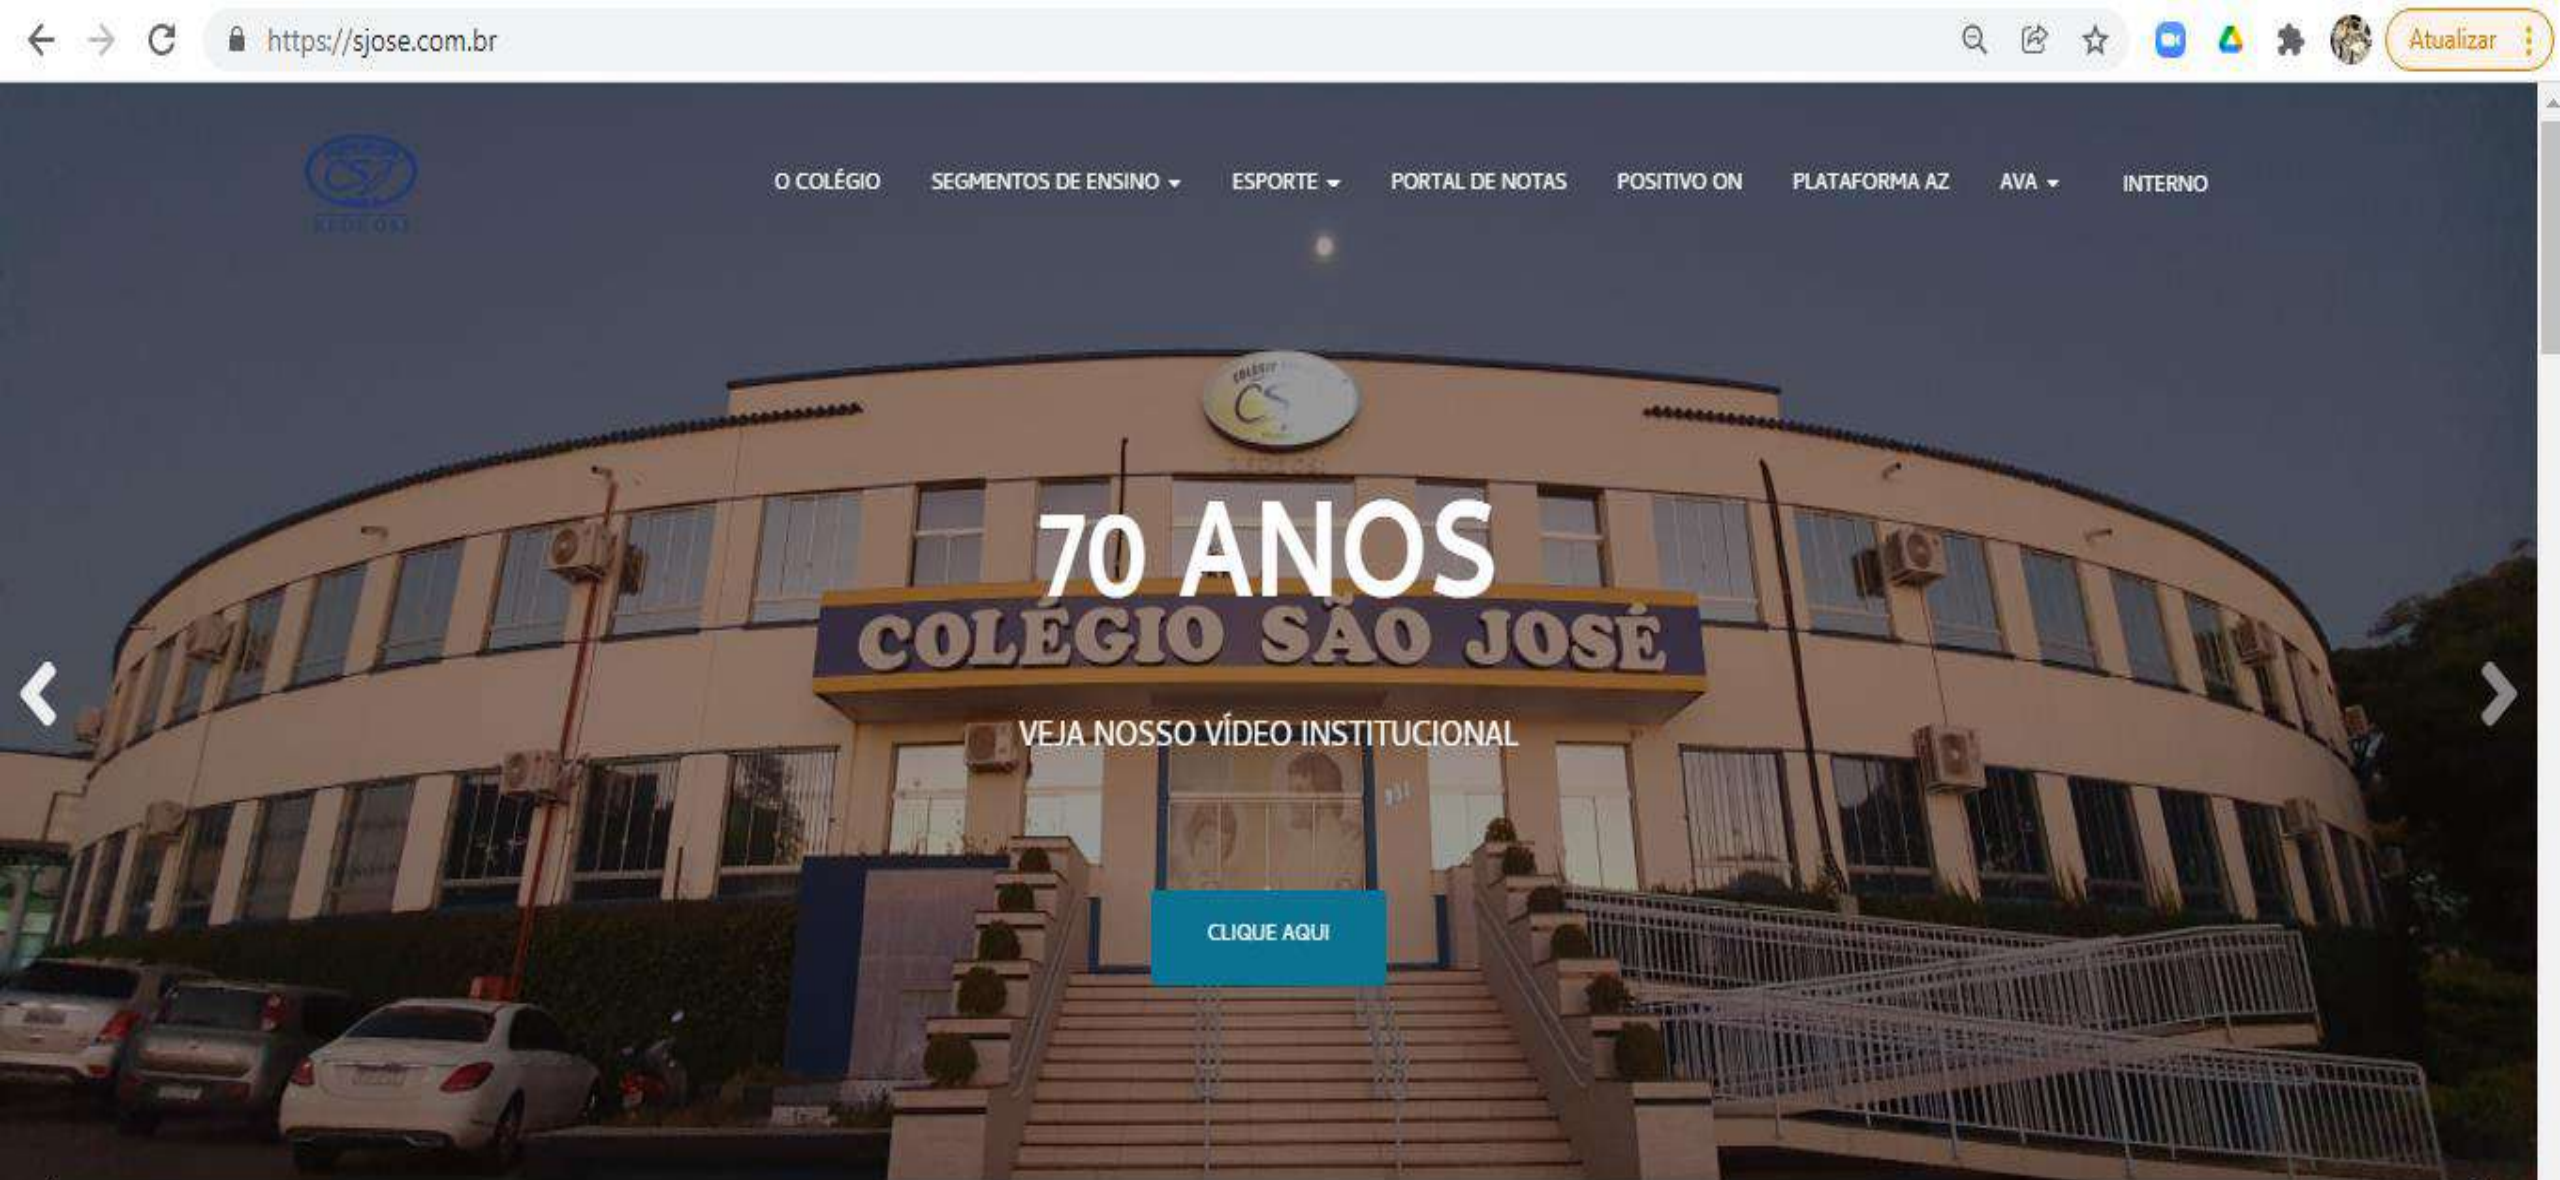 https://sjose.com.br
Atualizar
O COLÉGIO SEGMENTOS DE ENSINO ESPORTE PORTAL DE NOTAS POSITIVO ON PLATAFORMA AZ AVA INTERNO
70 ANOS
COLÉGIO SÃO JOSÉ
VEJA NOSSO VÍDEO INSTITUCIONAL
931
CLIQUE AQUI